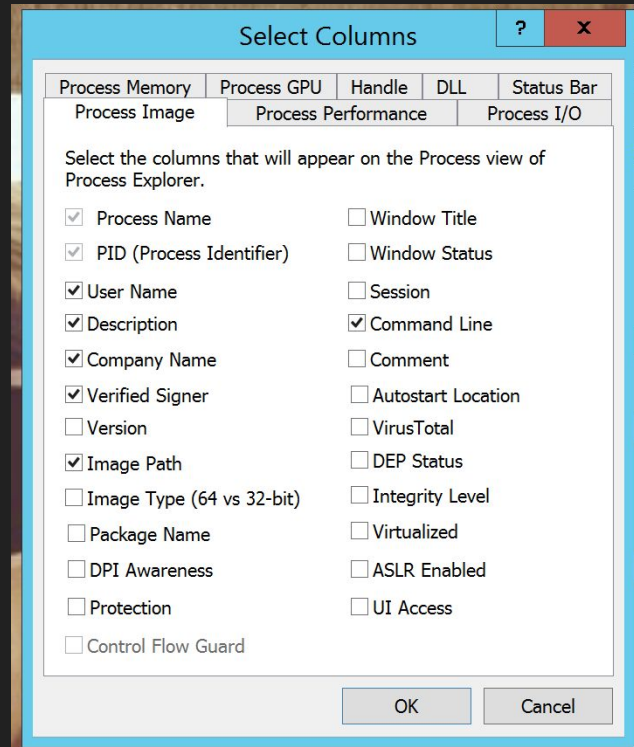 Select Columns
?
x
Process Memory
Process GPU
Handle
DLL
Status Bar
Process Image
Process Performance
Process I/O
Select the columns that will appear on the Process view of
Process Explorer.
Process Name
PID (Process Identifier)
User Name
Description
Company Name
Verified Signer
Version
Image Path
Image Type (64 vs 32-bit)
Package Name
DPI Awareness
Protection
Control Flow Guard
Window Title
Window Status
Session
Command Line
Comment
Autostart Location
VirusTotal
DEP Status
Integrity Level
Virtualized
ASLR Enabled
UI Access
OK
Cancel